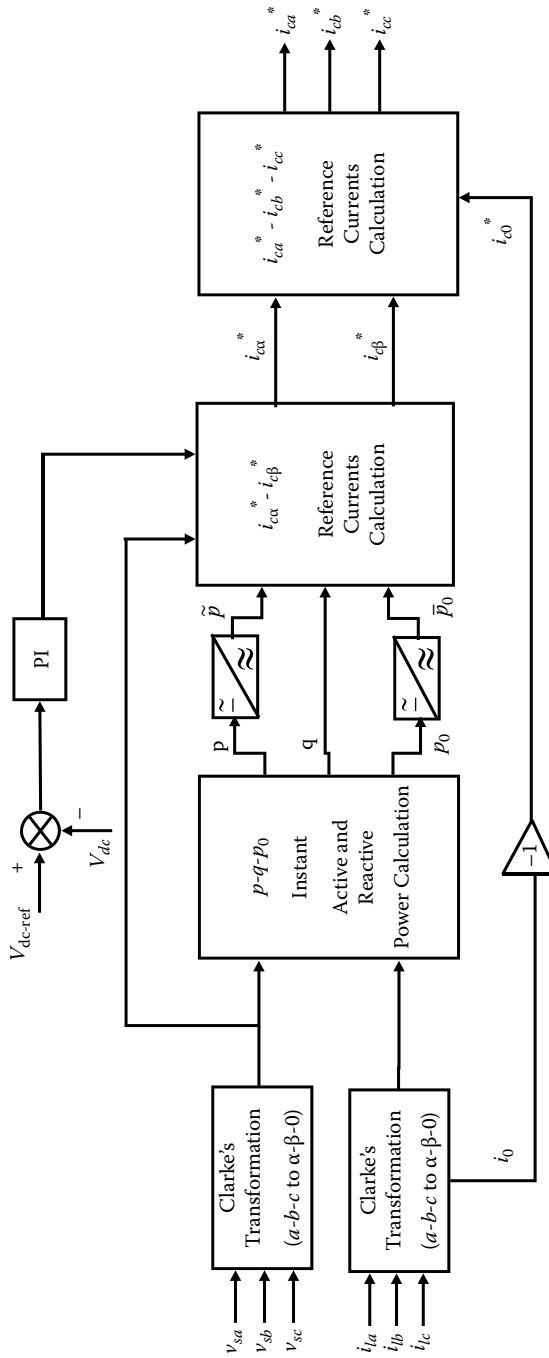 V_dc-ref
+
−
V_dc
PI
v_sa
v_sb
v_sc
Clarke's
Transformation
(a-b-c to α-β-0)
i_la
i_lb
i_lc
Clarke's
Transformation
(a-b-c to α-β-0)
i_0
p-q-p_0
Instant
Active and
Reactive
Power Calculation
p
q
p_0
p̃
p̄_0
i_cα* - i_cβ*
Reference
Currents
Calculation
i_cα*
i_cβ*
−1
i_c0*
i_ca* - i_cb* - i_cc*
Reference
Currents
Calculation
i_ca*
i_cb*
i_cc*